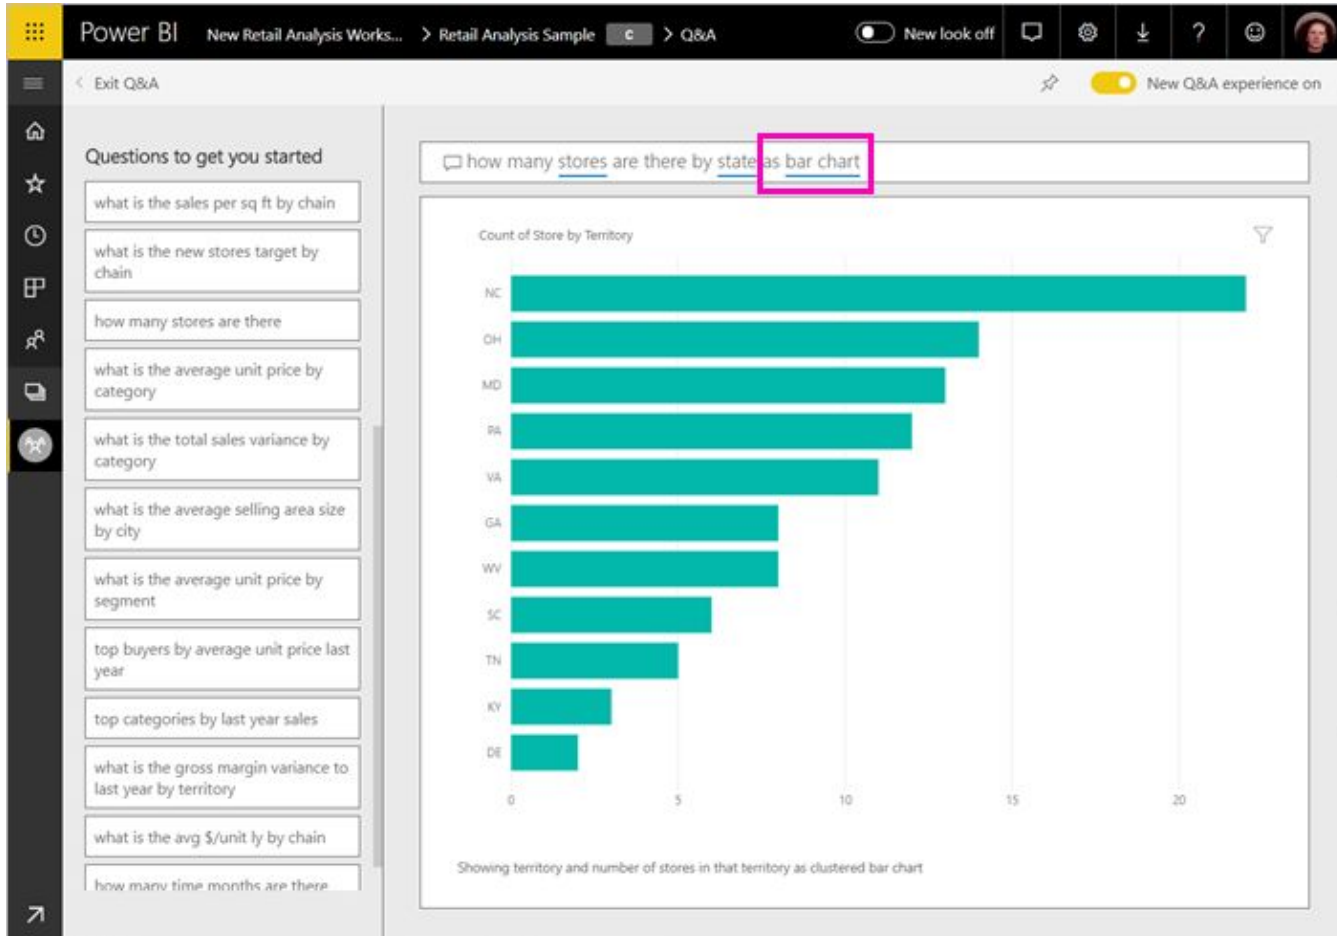 Power BI
New Retail Analysis Works... > Retail Analysis Sample C > Q&A
New look off
?
< Exit Q&A
New Q&A experience on
Questions to get you started
what is the sales per sq ft by chain
what is the new stores target by
chain
how many stores are there
what is the average unit price by
category
what is the total sales variance by
category
what is the average selling area size
by city
what is the average unit price by
segment
top buyers by average unit price last
year
top categories by last year sales
what is the gross margin variance to
last year by territory
what is the avg $/unit ly by chain
how many time months are there
how many stores are there by state as bar chart
Count of Store by Territory
NC
OH
MD
PA
VA
GA
WV
SC
TN
KY
DE
0 5 10 15 20
Showing territory and number of stores in that territory as clustered bar chart